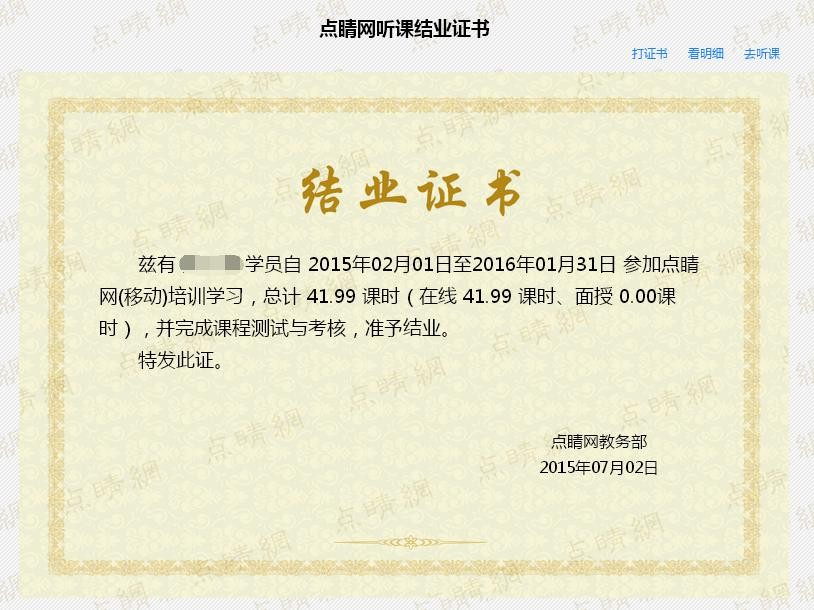 点睛网听课结业证书
打证书 看明细 去听课
结业证书
兹有 学员自 2015年02月01日至2016年01月31日 参加点睛
网(移动)培训学习，总计 41.99 课时（在线 41.99 课时、面授 0.00课
时），并完成课程测试与考核，准予结业。
特发此证。
点睛网教务部
2015年07月02日
点睛網